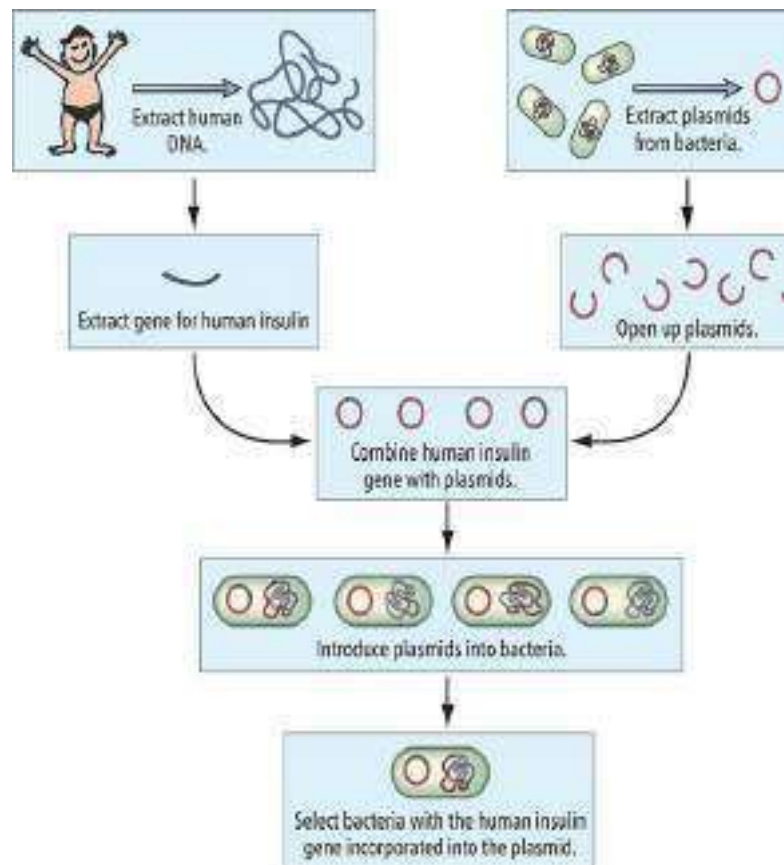 Extract human
DNA.
Extract plasmids
from bacteria.
Extract gene for human insulin
Open up plasmids.
Combine human insulin
gene with plasmids.
Introduce plasmids into bacteria.
Select bacteria with the human insulin
gene incorporated into the plasmid.